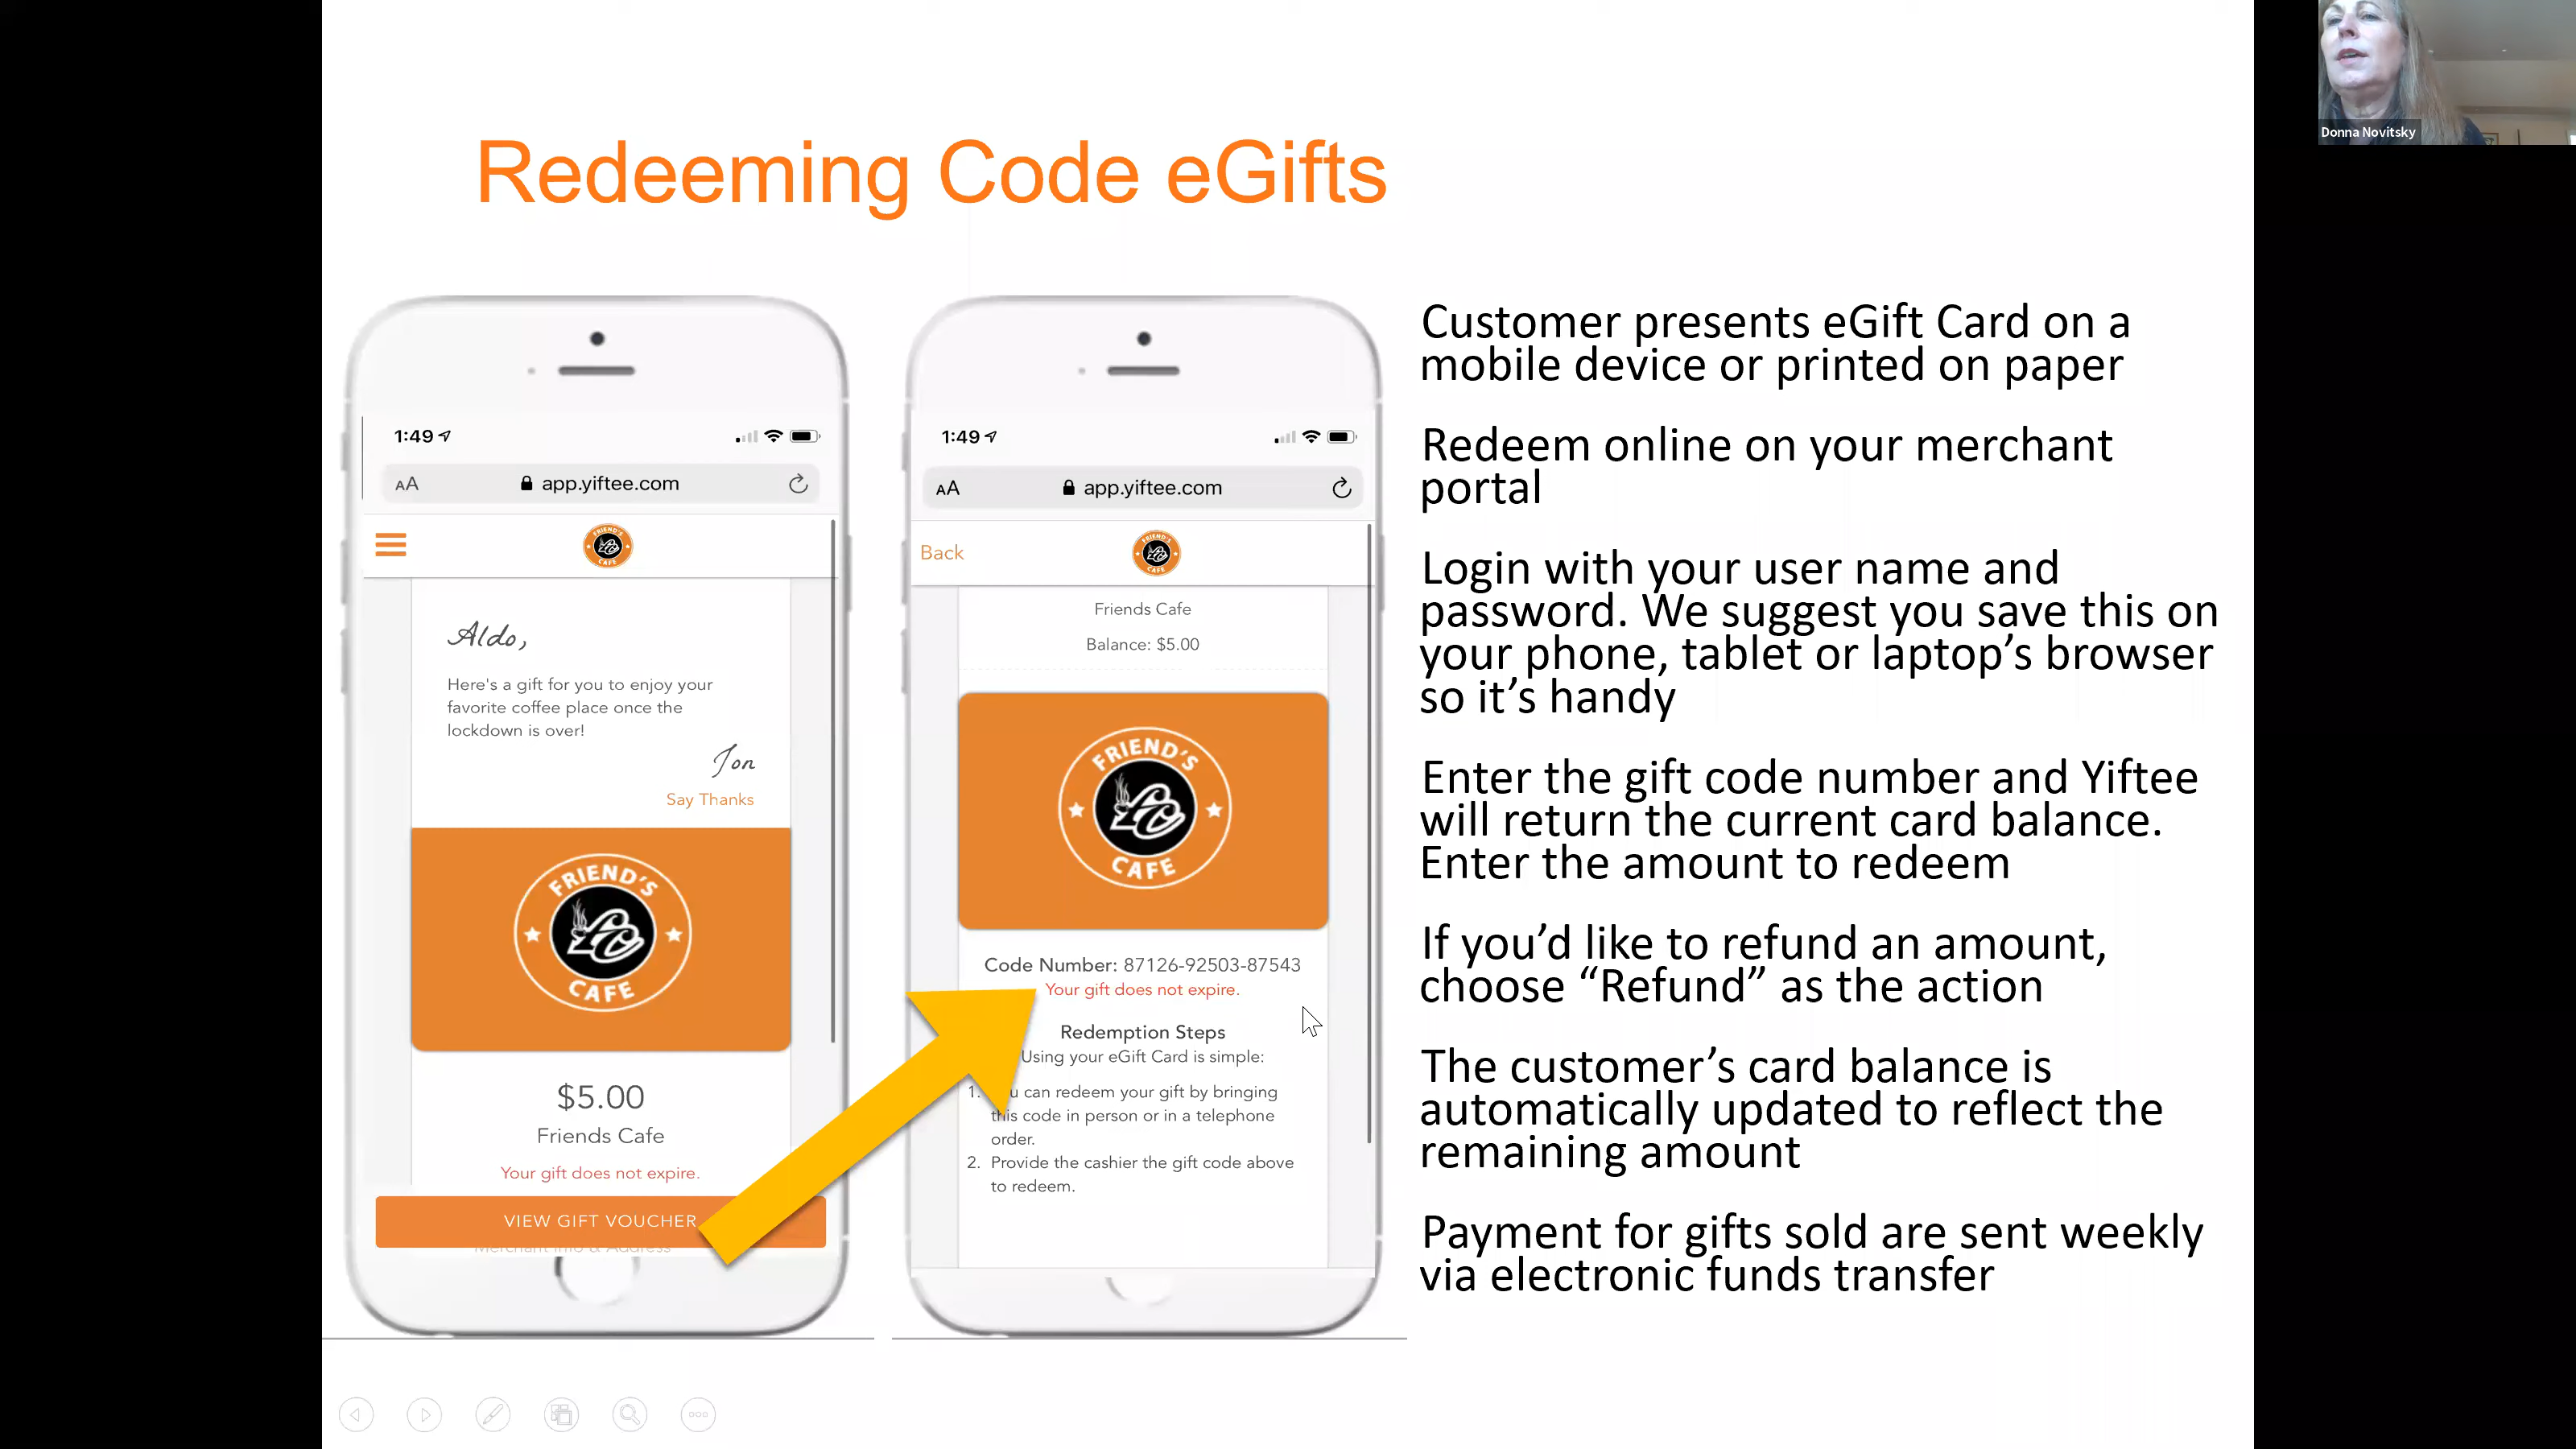 Donna Novitsky
Redeeming Code eGifts
1:49
AA
app.yiftee.com
FRIEND'S
CAFE
Aldo,
Here's a gift for you to enjoy your
favorite coffee place once the
lockdown is over!
Jon
Say Thanks
FRIEND'S
CAFE
$5.00
Friends Cafe
Your gift does not expire.
VIEW GIFT VOUCHER
Merchant Info & Address
1:49
AA
app.yiftee.com
Back
FRIEND'S
CAFE
Friends Cafe
Balance: $5.00
FRIEND'S
CAFE
Code Number: 87126-92503-87543
Your gift does not expire.
Redemption Steps
Using your eGift Card is simple:
1. u can redeem your gift by bringing
this code in person or in a telephone
order.
2. Provide the cashier the gift code above
to redeem.
Customer presents eGift Card on a
mobile device or printed on paper
Redeem online on your merchant
portal
Login with your user name and
password. We suggest you save this on
your phone, tablet or laptop’s browser
so it’s handy
Enter the gift code number and Yiftee
will return the current card balance.
Enter the amount to redeem
If you’d like to refund an amount,
choose “Refund” as the action
The customer’s card balance is
automatically updated to reflect the
remaining amount
Payment for gifts sold are sent weekly
via electronic funds transfer